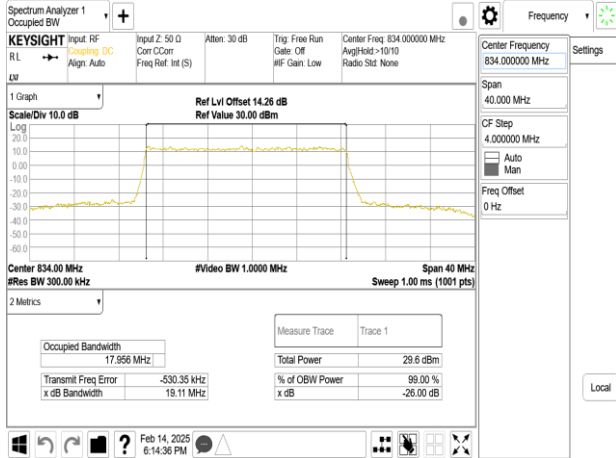 Spectrum Analyzer 1
Occupied BW
+
Frequency
KEYSIGHT
RL
Input: RF
Coupling: DC
Align: Auto
Input Z: 50 Ω
Corr CCorr
Freq Ref: Int (S)
Atten: 30 dB
Trig: Free Run
Gate: Off
#IF Gain: Low
Center Freq: 834.000000 MHz
Avg|Hold:>10/10
Radio Std: None
Center Frequency
834.000000 MHz
Settings
Span
40.000 MHz
CF Step
4.000000 MHz
Auto
Man
Freq Offset
0 Hz
Local
1 Graph
Scale/Div 10.0 dB
Ref Lvl Offset 14.26 dB
Ref Value 30.00 dBm
Log
20.0
10.0
0.00
-10.0
-20.0
-30.0
-40.0
-50.0
-60.0
Center 834.00 MHz
#Video BW 1.0000 MHz
Span 40 MHz
#Res BW 300.00 kHz
Sweep 1.00 ms (1001 pts)
2 Metrics
Measure Trace Trace 1
Occupied Bandwidth
17.956 MHz
Total Power 29.6 dBm
Transmit Freq Error -530.35 kHz
% of OBW Power 99.00 %
x dB Bandwidth 19.11 MHz
x dB -26.00 dB
?
Feb 14, 2025
6:14:36 PM